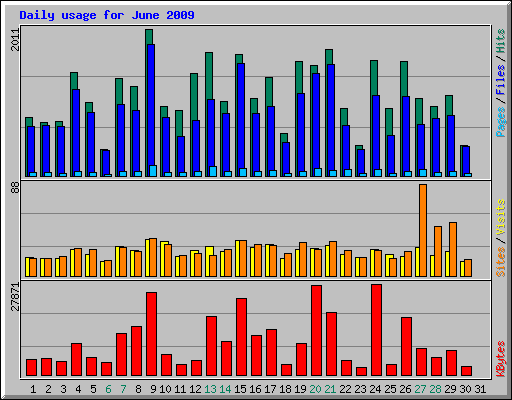 Daily usage for June 2009
2011
Pages / Files / Hits
88
Sites / Visits
27871
KBytes
1 2 3 4 5 6 7 8 9 10 11 12 13 14 15 16 17 18 19 20 21 22 23 24 25 26 27 28 29 30 31